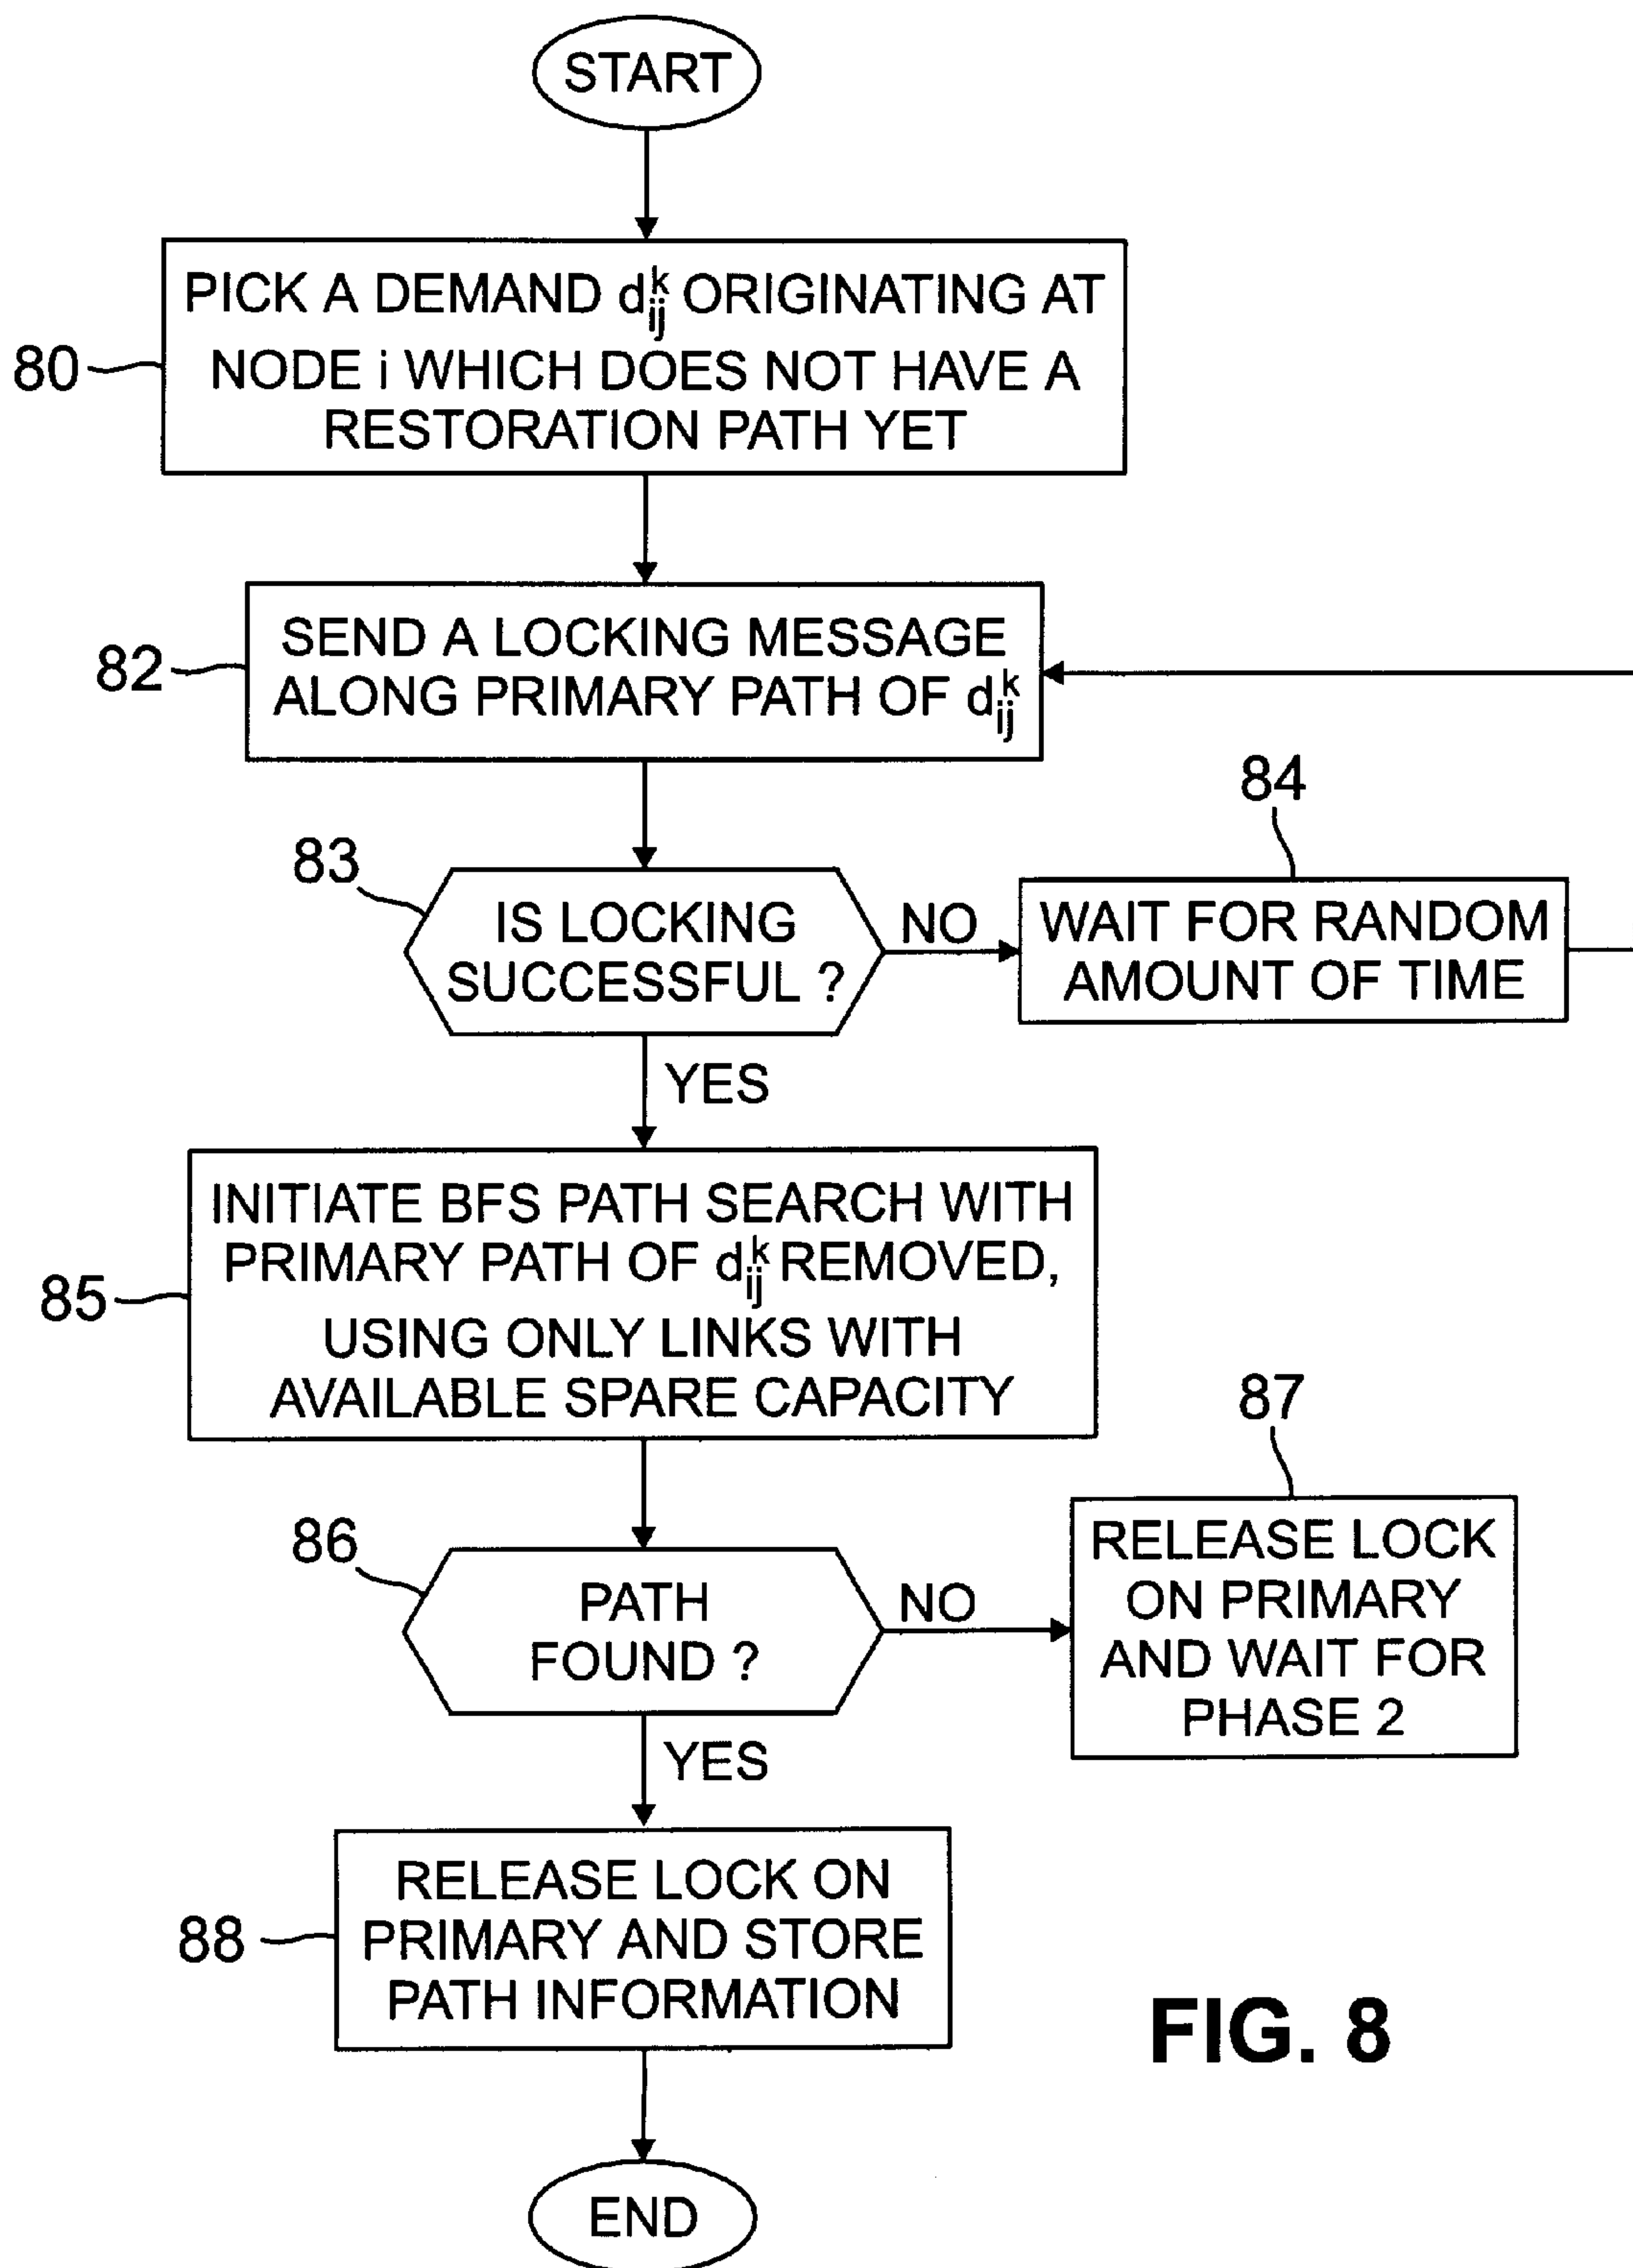 START
PICK A DEMAND d^k_ij ORIGINATING AT
80
NODE i WHICH DOES NOT HAVE A
RESTORATION PATH YET
82
SEND A LOCKING MESSAGE
ALONG PRIMARY PATH OF d^k_ij
83
IS LOCKING
SUCCESSFUL ?
NO
84
WAIT FOR RANDOM
AMOUNT OF TIME
YES
85
INITIATE BFS PATH SEARCH WITH
PRIMARY PATH OF d^k_ij REMOVED,
USING ONLY LINKS WITH
AVAILABLE SPARE CAPACITY
86
PATH
FOUND ?
NO
87
RELEASE LOCK
ON PRIMARY
AND WAIT FOR
PHASE 2
YES
88
RELEASE LOCK ON
PRIMARY AND STORE
PATH INFORMATION
FIG. 8
END